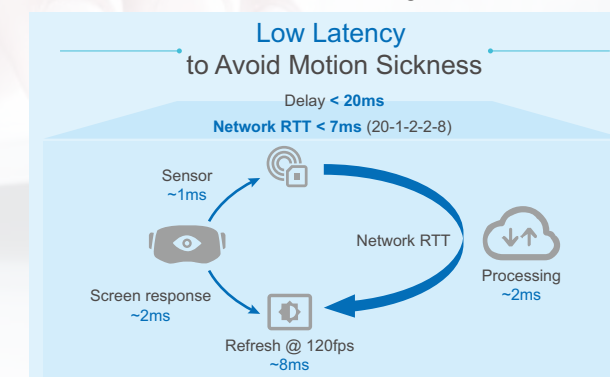 Low Latency
to Avoid Motion Sickness
Delay < 20ms
Network RTT < 7ms (20-1-2-2-8)
Sensor
~1ms
Network RTT
Processing
~2ms
Screen response
~2ms
Refresh @ 120fps
~8ms